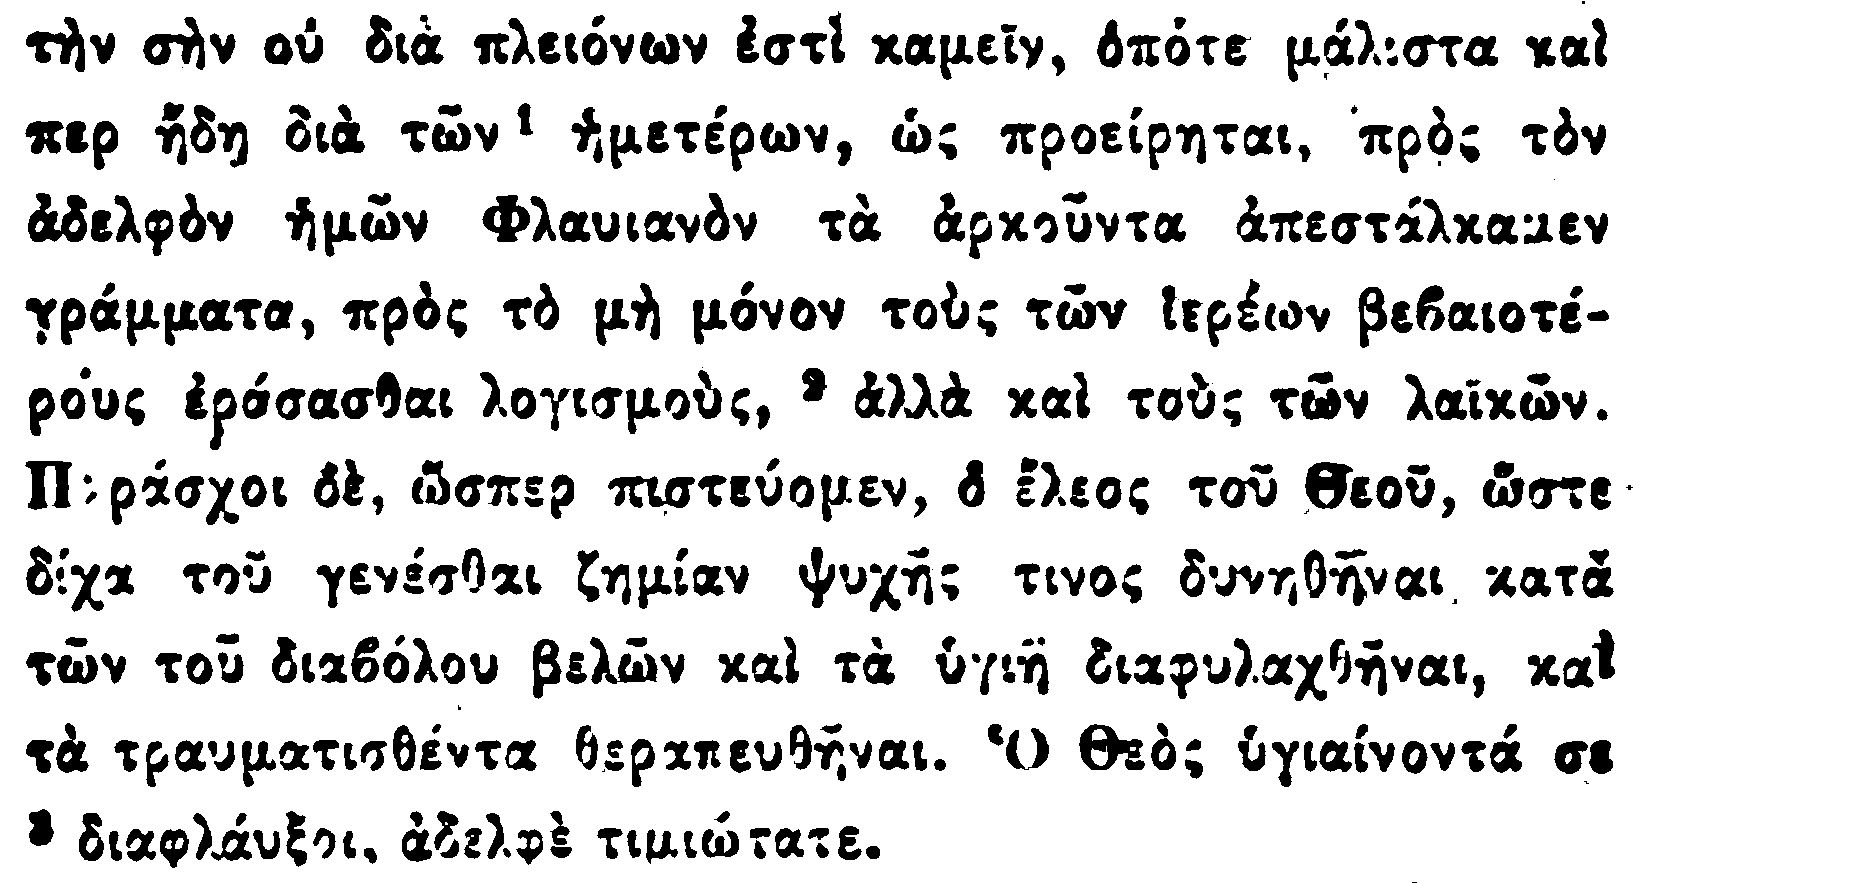 τὴν σὴν οὐ διὰ πλειόνων ἐστὶ καμεῖν, ὁπότε μάλιστα καὶ
περ ἤδη διὰ τῶν ¹ ἡμετέρων, ὡς προείρηται, πρὸς τὸν
ἀδελφὸν ἡμῶν Φλαυιανὸν τὰ ἀρκοῦντα ἀπεστάλκαμεν
γράμματα, πρὸς τὸ μὴ μόνον τοὺς τῶν ἱερέων βεβαιοτέ-
ρους ἐράσασθαι λογισμοὺς, ² ἀλλὰ καὶ τοὺς τῶν λαϊκῶν.
Παράσχοι δὲ, ὥσπερ πιστεύομεν, ὁ ἔλεος τοῦ Θεοῦ, ὥστε
δίχα τοῦ γενέσθαι ζημίαν ψυχῆς τινος δυνηθῆναι κατὰ
τῶν τοῦ διαβόλου βελῶν καὶ τὰ ὑγιῆ διαφυλαχθῆναι, καὶ
τὰ τραυματισθέντα θεραπευθῆναι. Ὁ Θεὸς ὑγιαίνοντά σε
³ διαφλάυξοι, ἀδελφὲ τιμιώτατε.